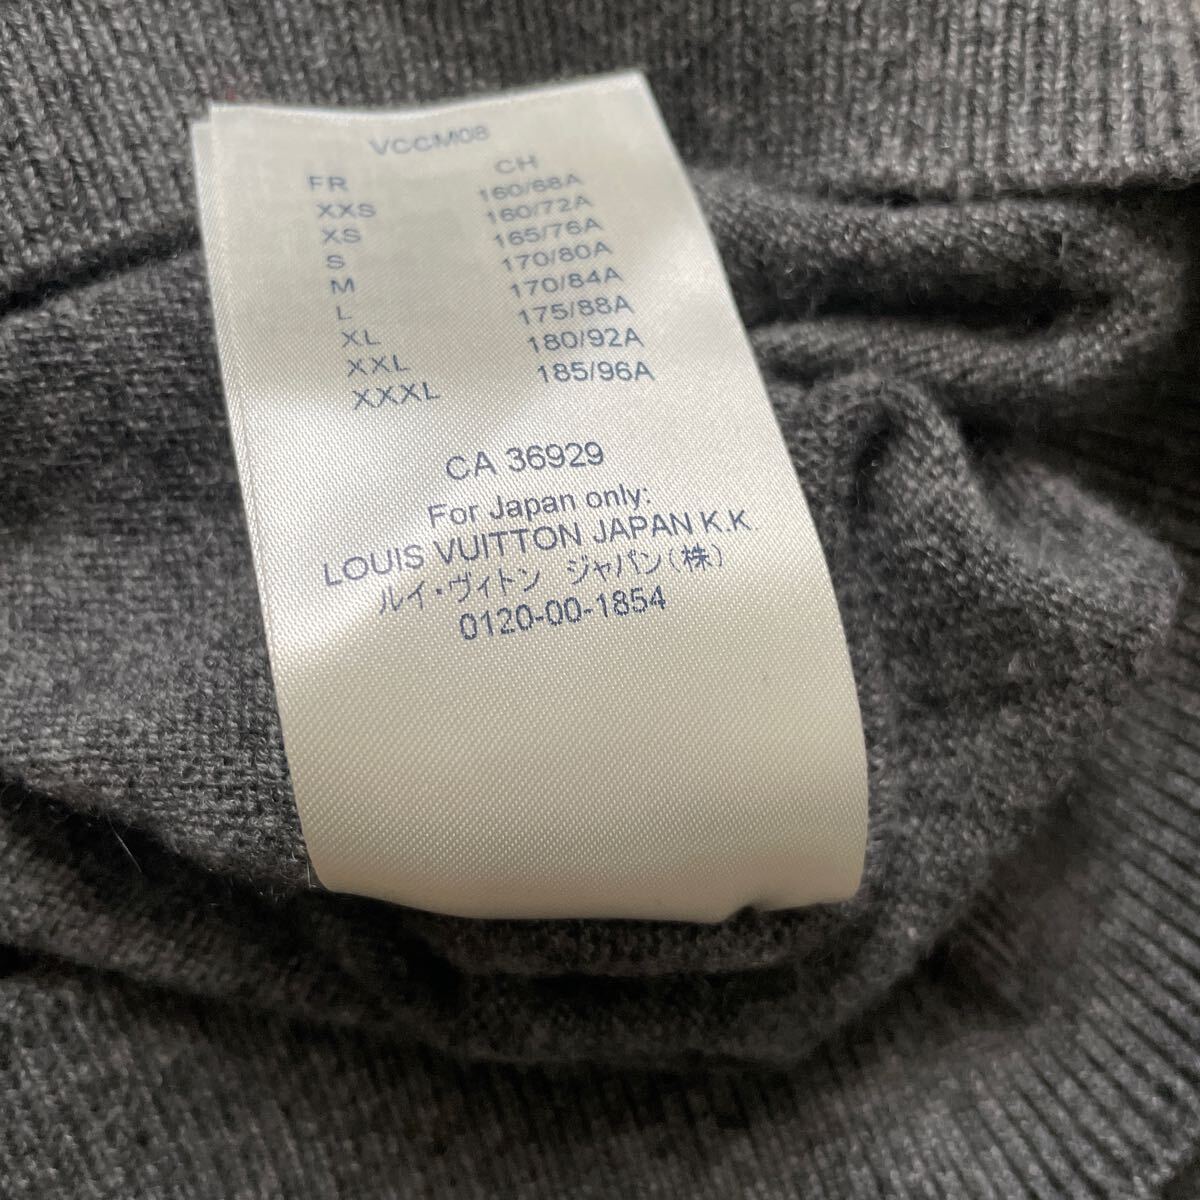 VCCM08
FR CH
XXS 160/68A
XS 160/72A
S 165/76A
M 170/80A
L 170/84A
XL 175/88A
XXL 180/92A
XXXL 185/96A
CA 36929
For Japan only:
LOUIS VUITTON JAPAN K.K.
ルイ・ヴィトン ジャパン(株)
0120-00-1854